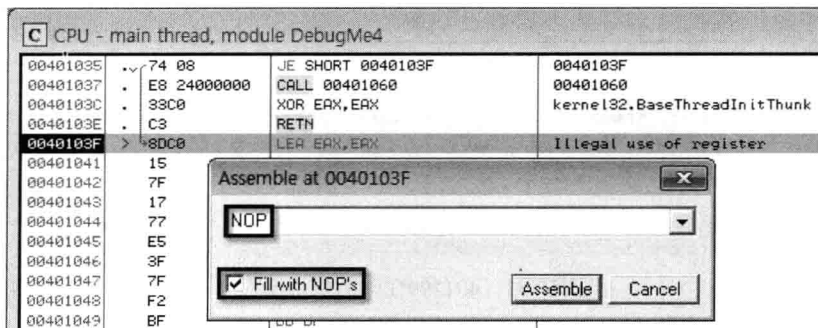 C CPU - main thread, module DebugMe4
00401035 . 74 08 JE SHORT 0040103F 0040103F
00401037 . E8 24000000 CALL 00401060 00401060
0040103C . 33C0 XOR EAX,EAX kernel32.BaseThreadInitThunk
0040103E . C3 RETN
0040103F > 8DC0 LEA EAX,EAX Illegal use of register
00401041 15
00401042 7F
00401043 17
00401044 77
00401045 E5
00401046 3F
00401047 7F
00401048 F2
00401049 BF
Assemble at 0040103F
NOP
Fill with NOP's Assemble Cancel